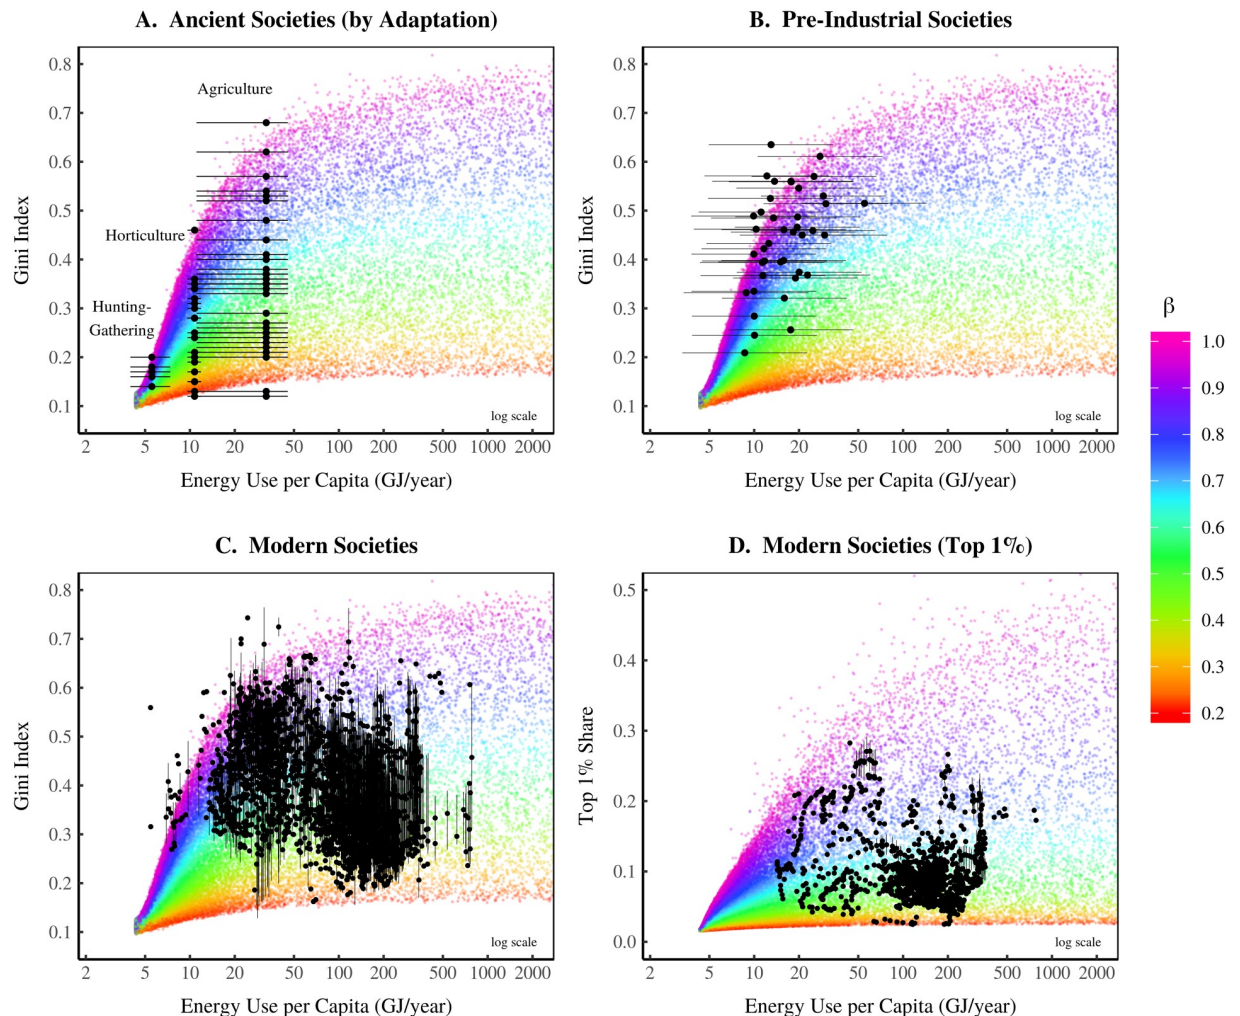 A. Ancient Societies (by Adaptation)
B. Pre-Industrial Societies
Gini Index
0.8
0.7
0.6
0.5
0.4
0.3
0.2
0.1
Agriculture
Horticulture
Hunting-
Gathering
log scale
2 5 10 20 50 100 200 500 1000 2000
Energy Use per Capita (GJ/year)
Gini Index
0.8
0.7
0.6
0.5
0.4
0.3
0.2
0.1
log scale
2 5 10 20 50 100 200 500 1000 2000
Energy Use per Capita (GJ/year)
C. Modern Societies
D. Modern Societies (Top 1%)
Gini Index
0.8
0.7
0.6
0.5
0.4
0.3
0.2
0.1
log scale
2 5 10 20 50 100 200 500 1000 2000
Energy Use per Capita (GJ/year)
Top 1% Share
0.5
0.4
0.3
0.2
0.1
0.0
log scale
2 5 10 20 50 100 200 500 1000 2000
Energy Use per Capita (GJ/year)
β
1.0
0.9
0.8
0.7
0.6
0.5
0.4
0.3
0.2